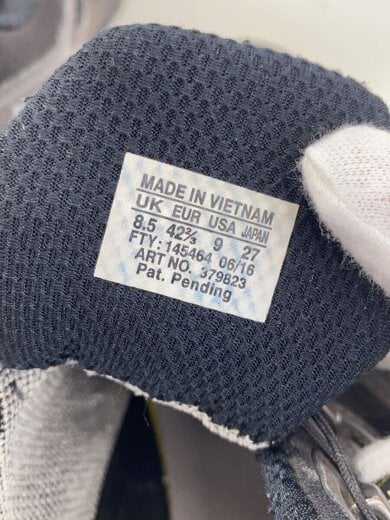 MADE IN VIETNAM
UK EUR USA JAPAN
8.5 42⅔ 9 27
FTY: 145464 06/16
ART NO. 379823
Pat. Pending